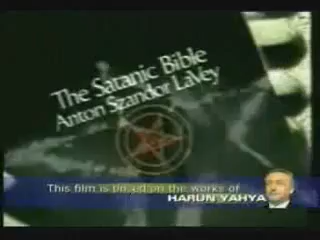 The Satanic Bible
Anton Szandor LaVey
This film is based on the works of
HARUN YAHYA